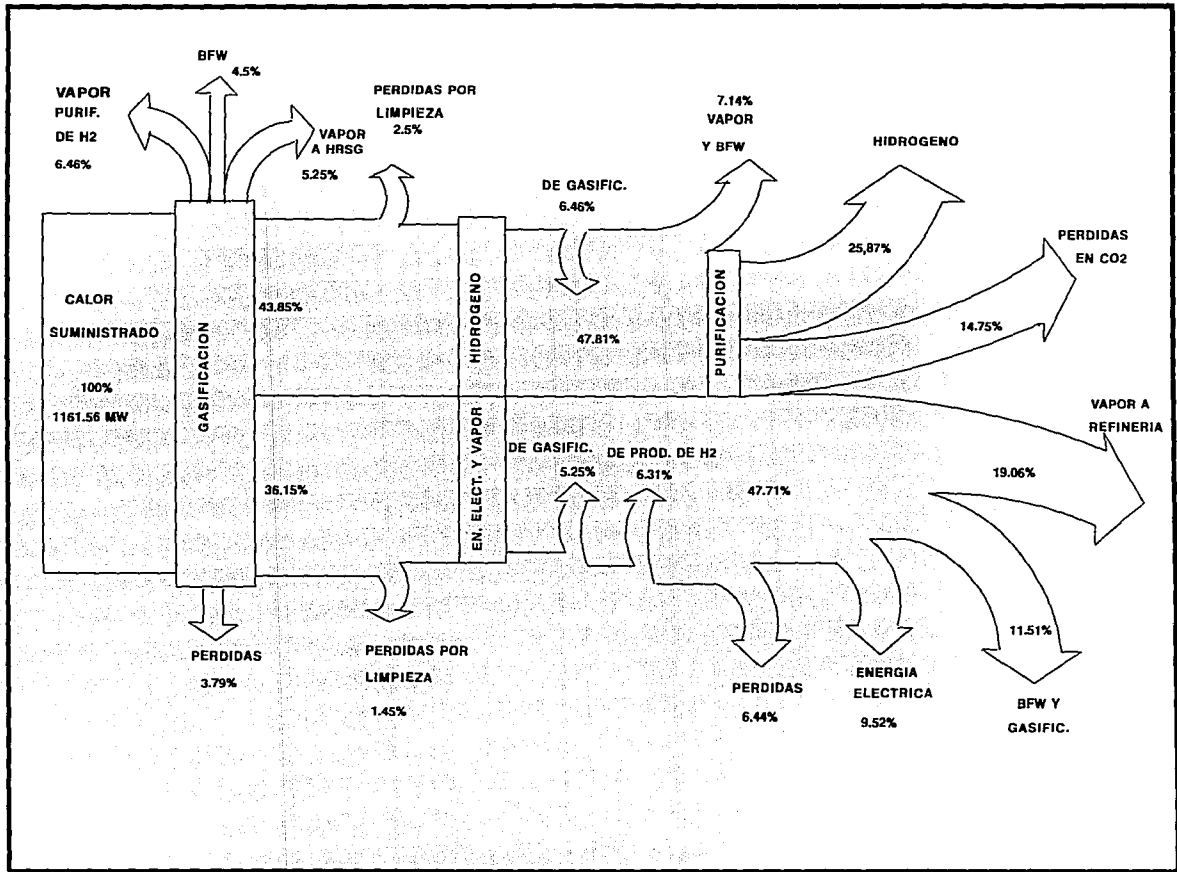 BFW
4.5%
VAPOR
PURIF.
DE H2
6.46%
VAPOR
A HRSG
5.25%
PERDIDAS POR
LIMPIEZA
2.5%
7.14%
VAPOR
Y BFW
HIDROGENO
DE GASIFIC.
6.46%
25,87%
PERDIDAS
EN CO2
14.75%
CALOR
SUMINISTRADO
100%
1161.56 MW
GASIFICACION
43.85%
HIDROGENO
47.81%
PURIFICACION
VAPOR A
REFINERIA
19.06%
36.15%
EN. ELECT. Y VAPOR
DE GASIFIC.
5.25%
DE PROD. DE H2
6.31%
47.71%
11.51%
PERDIDAS
3.79%
PERDIDAS POR
LIMPIEZA
1.45%
PERDIDAS
6.44%
ENERGIA
ELECTRICA
9.52%
BFW Y
GASIFIC.